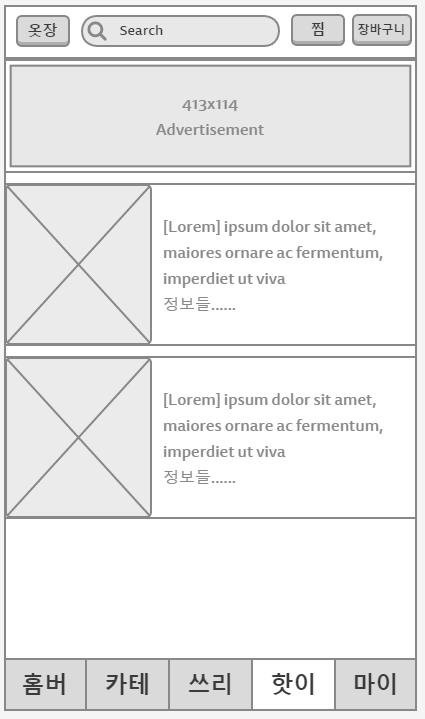 옷장 Search 찜 장바구니
413x114
Advertisement
[Lorem] ipsum dolor sit amet,
maiores ornare ac fermentum,
imperdiet ut viva
정보들......
[Lorem] ipsum dolor sit amet,
maiores ornare ac fermentum,
imperdiet ut viva
정보들......
홈버 카테 쓰리 핫이 마이